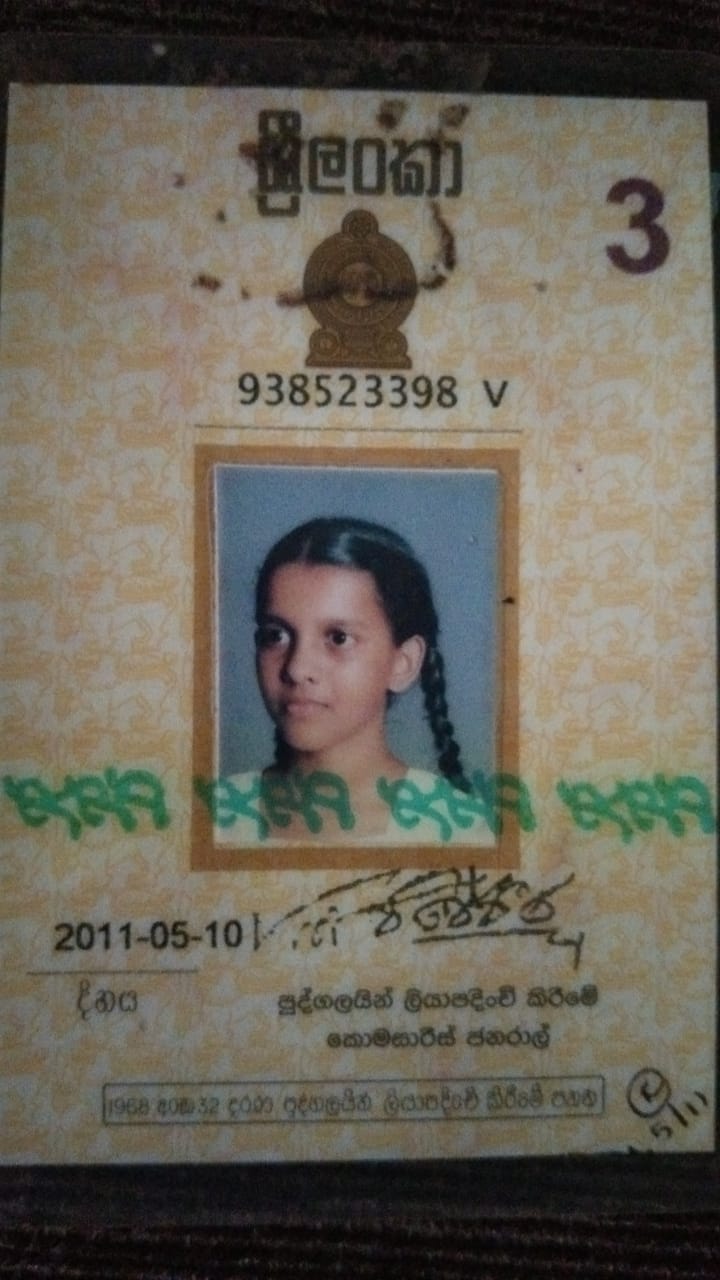 ශ්‍රී ලංකා
3
938523398 V
2011-05-10
දිනය
පුද්ගලයින් ලියාපදිංචි කිරීමේ
කොමසාරිස් ජනරාල්
1968 අංක 32 දරණ පුද්ගලයින් ලියාපදිංචි කිරීමේ පනත